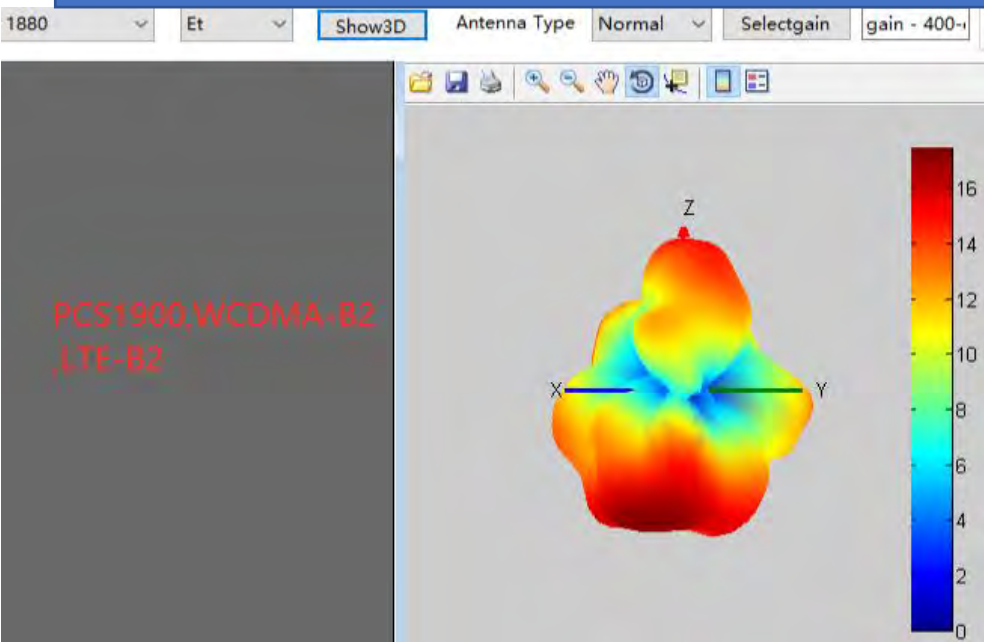 1880 Et Show3D Antenna Type Normal Selectgain gain - 400-
PCS1900,WCDMA-B2
,LTE-B2
Z
X
Y
16
14
12
10
8
6
4
2
0